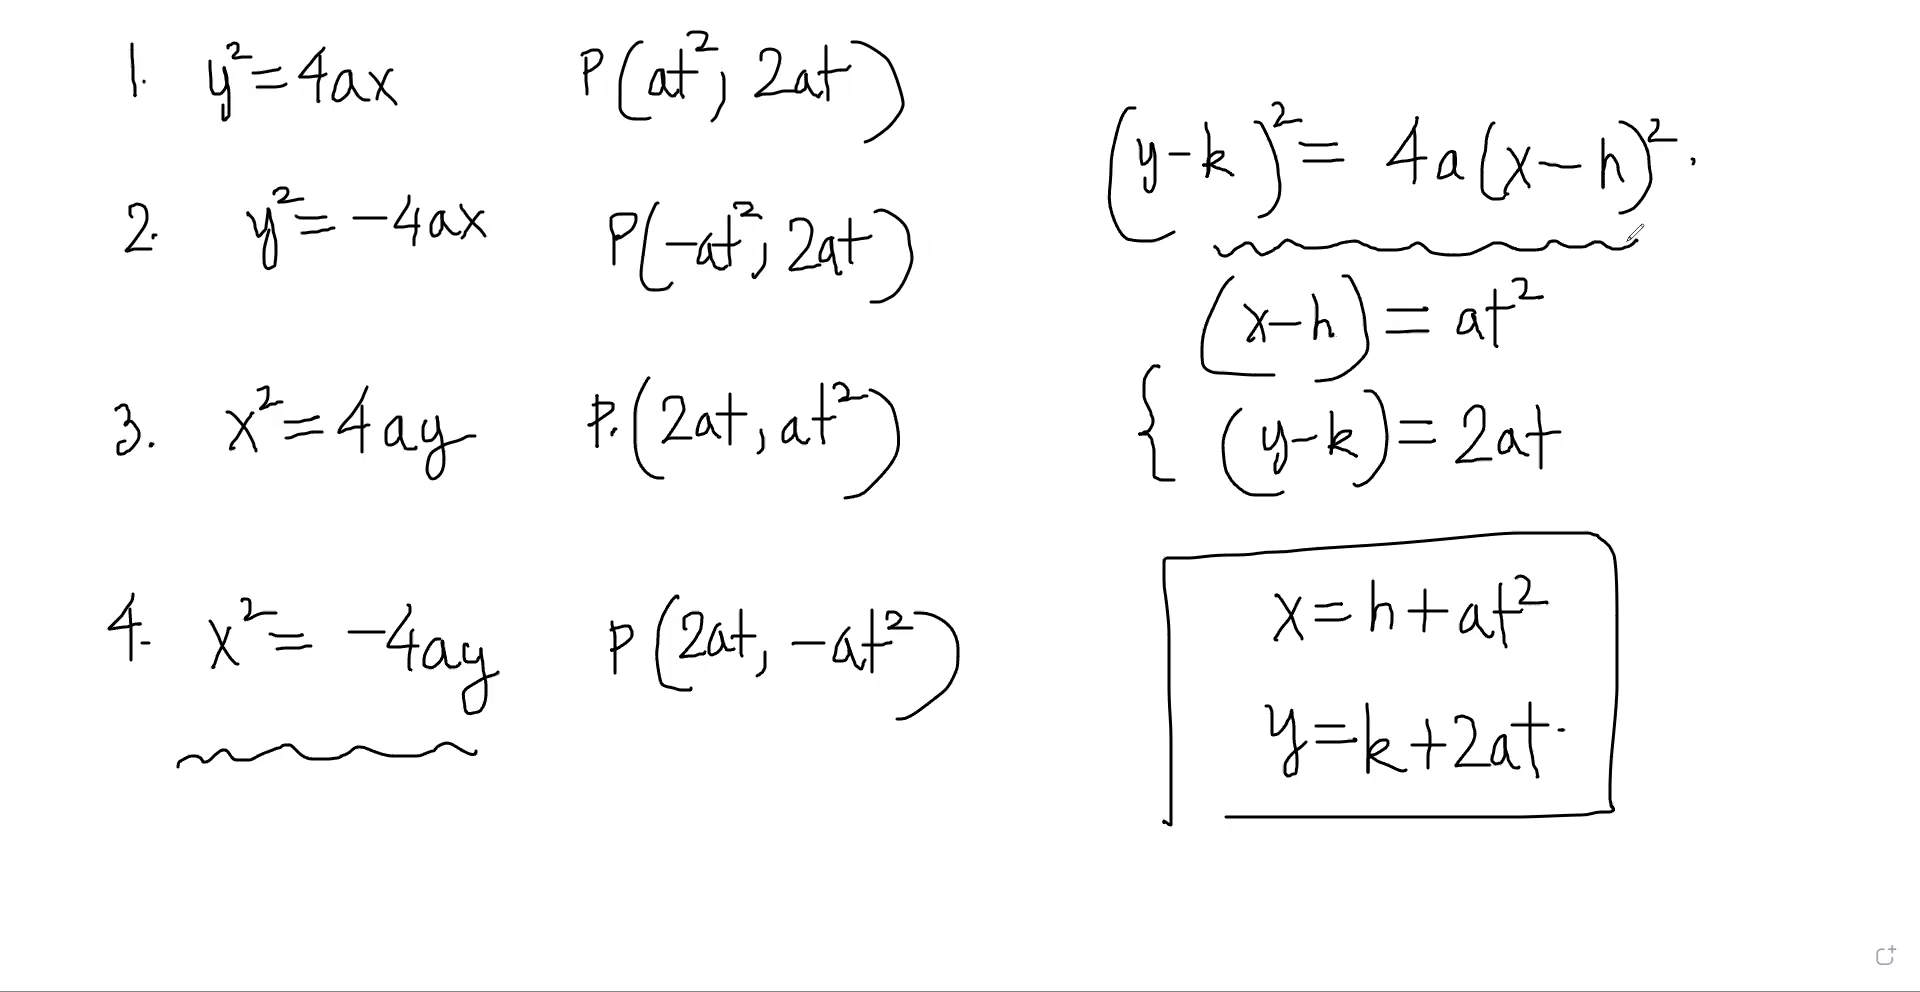 1. y² = 4ax P(at², 2at)
2. y² = -4ax P(-at², 2at)
3. x² = 4ay P.(2at, at²)
4. x² = -4ay P(2at, -at²)
(y-k)² = 4a(x-h)².
(x-h) = at²
{ (y-k) = 2at
x = h + at²
y = k + 2at.